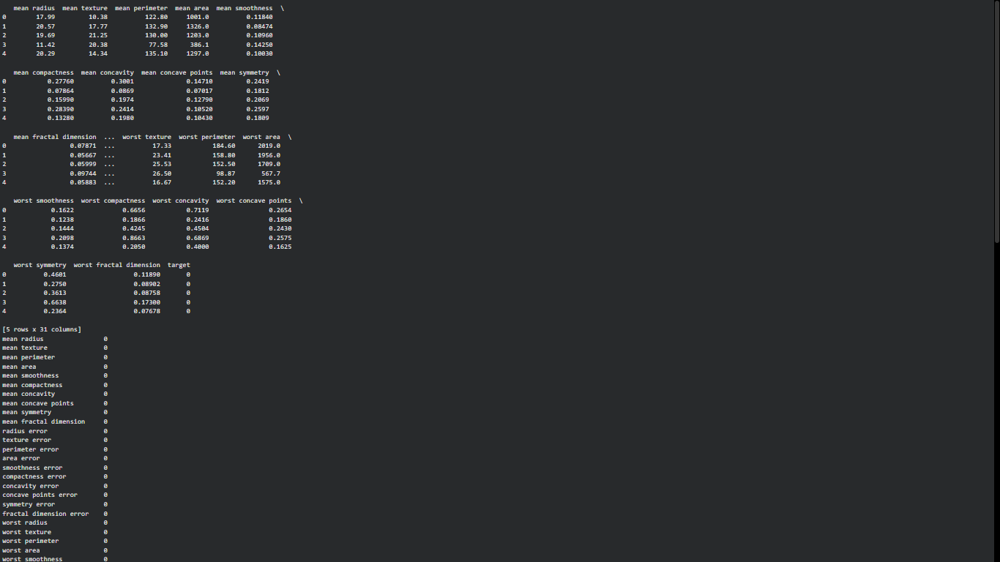 mean radius  mean texture  mean perimeter  mean area  mean smoothness  \
0        17.99         10.38          122.80     1001.0          0.11840
1        20.57         17.77          132.90     1326.0          0.08474
2        19.69         21.25          130.00     1203.0          0.10960
3        11.42         20.38           77.58      386.1          0.14250
4        20.29         14.34          135.10     1297.0          0.10030
   mean compactness  mean concavity  mean concave points  mean symmetry  \
0           0.27760          0.3001              0.14710         0.2419
1           0.07864          0.0869              0.07017         0.1812
2           0.15990          0.1974              0.12790         0.2069
3           0.28390          0.2414              0.10520         0.2597
4           0.13280          0.1980              0.10430         0.1809
   mean fractal dimension  ...  worst texture  worst perimeter  worst area  \
0                 0.07871  ...          17.33           184.60      2019.0
1                 0.05667  ...          23.41           158.80      1956.0
2                 0.05999  ...          25.53           152.50      1709.0
3                 0.09744  ...          26.50            98.87       567.7
4                 0.05883  ...          16.67           152.20      1575.0
   worst smoothness  worst compactness  worst concavity  worst concave points  \
0            0.1622             0.6656           0.7119                0.2654
1            0.1238             0.1866           0.2416                0.1860
2            0.1444             0.4245           0.4504                0.2430
3            0.2098             0.8663           0.6869                0.2575
4            0.1374             0.2050           0.4000                0.1625
   worst symmetry  worst fractal dimension  target
0          0.4601                  0.11890       0
1          0.2750                  0.08902       0
2          0.3613                  0.08758       0
3          0.6638                  0.17300       0
4          0.2364                  0.07678       0
[5 rows x 31 columns]
mean radius                0
mean texture               0
mean perimeter             0
mean area                  0
mean smoothness            0
mean compactness           0
mean concavity             0
mean concave points        0
mean symmetry              0
mean fractal dimension     0
radius error               0
texture error              0
perimeter error            0
area error                 0
smoothness error           0
compactness error          0
concavity error            0
concave points error       0
symmetry error             0
fractal dimension error    0
worst radius               0
worst texture              0
worst perimeter            0
worst area                 0
worst smoothness           0